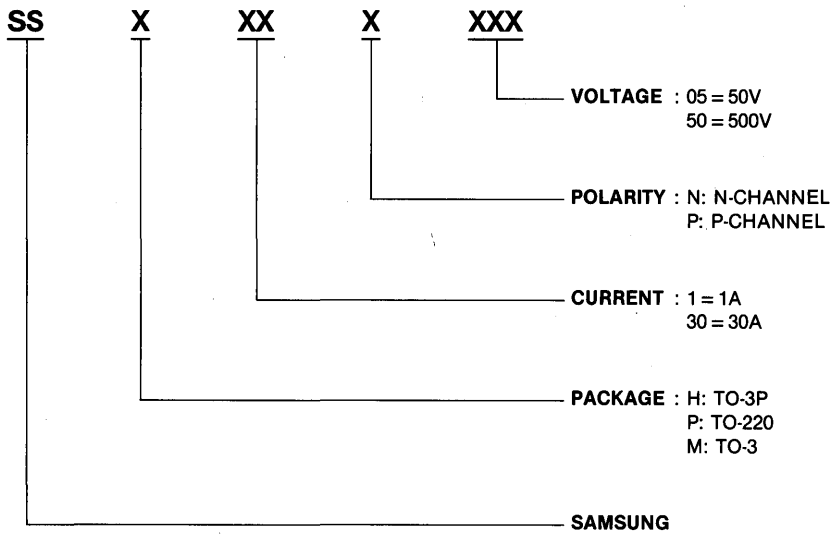 SS X XX X XXX
VOLTAGE : 05 = 50V
50 = 500V
POLARITY : N: N-CHANNEL
P: P-CHANNEL
CURRENT : 1 = 1A
30 = 30A
PACKAGE : H: TO-3P
P: TO-220
M: TO-3
SAMSUNG